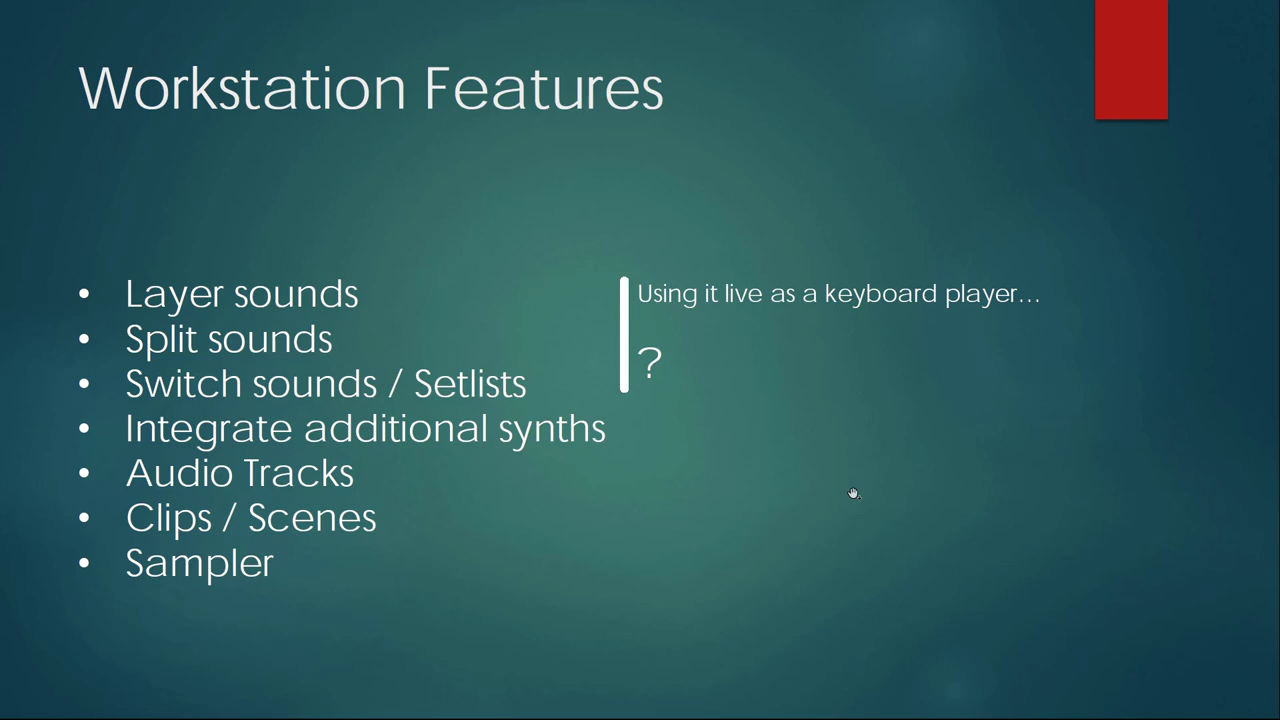 Workstation Features
• Layer sounds
• Split sounds
• Switch sounds / Setlists
• Integrate additional synths
• Audio Tracks
• Clips / Scenes
• Sampler
Using it live as a keyboard player...
?